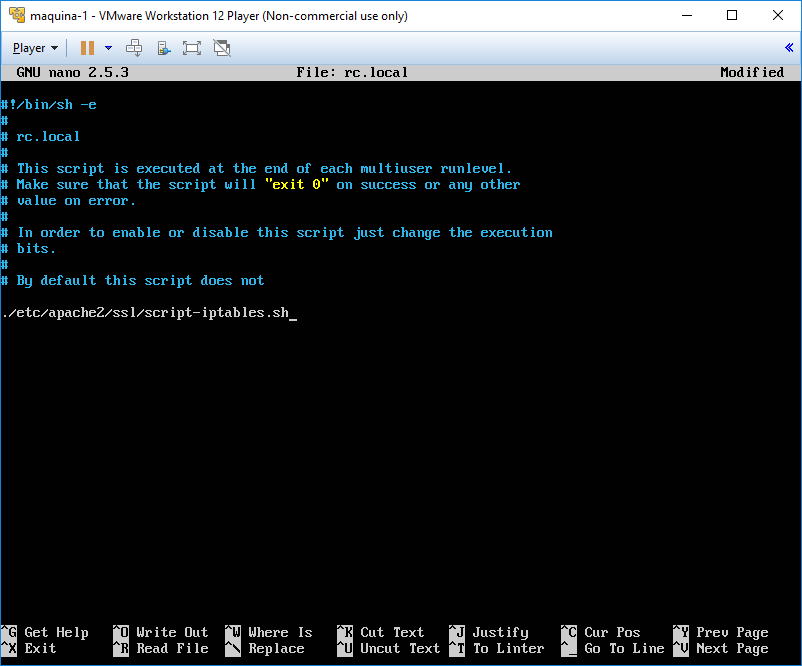 maquina-1 - VMware Workstation 12 Player (Non-commercial use only)
Player
GNU nano 2.5.3 File: rc.local Modified
#!/bin/sh -e
#
# rc.local
#
# This script is executed at the end of each multiuser runlevel.
# Make sure that the script will "exit 0" on success or any other
# value on error.
#
# In order to enable or disable this script just change the execution
# bits.
#
# By default this script does not
./etc/apache2/ssl/script-iptables.sh_
^G Get Help ^O Write Out ^W Where Is ^K Cut Text ^J Justify ^C Cur Pos ^Y Prev Page
^X Exit ^R Read File ^\ Replace ^U Uncut Text ^T To Linter ^_ Go To Line ^V Next Page